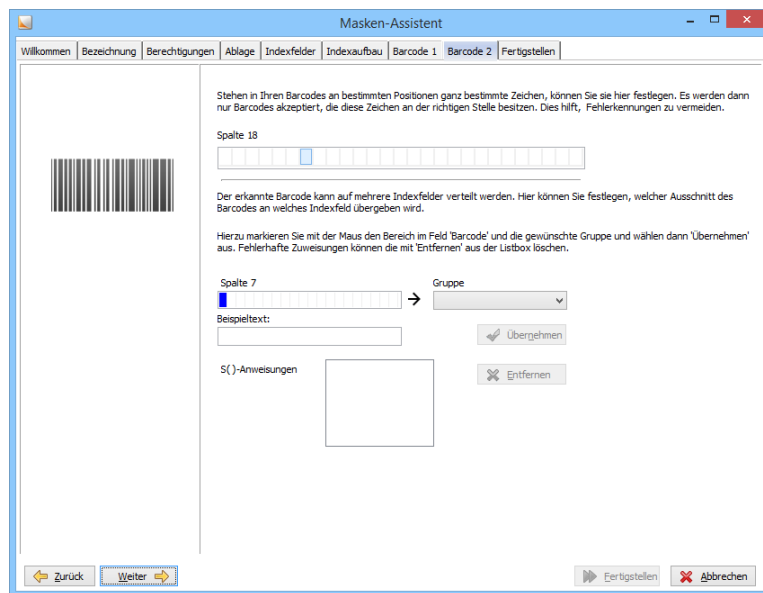 Masken-Assistent
Willkommen Bezeichnung Berechtigungen Ablage Indexfelder Indexaufbau Barcode 1 Barcode 2 Fertigstellen
Stehen in Ihren Barcodes an bestimmten Positionen ganz bestimmte Zeichen, können Sie sie hier festlegen. Es werden dann
nur Barcodes akzeptiert, die diese Zeichen an der richtigen Stelle besitzen. Dies hilft, Fehlerkennungen zu vermeiden.
Spalte 18
Der erkannte Barcode kann auf mehrere Indexfelder verteilt werden. Hier können Sie festlegen, welcher Ausschnitt des
Barcodes an welches Indexfeld übergeben wird.
Hierzu markieren Sie mit der Maus den Bereich im Feld 'Barcode' und die gewünschte Gruppe und wählen dann 'Übernehmen'
aus. Fehlerhafte Zuweisungen können die mit 'Entfernen' aus der Listbox löschen.
Spalte 7 Gruppe
Beispieltext:
Übernehmen
S()-Anweisungen
Entfernen
Zurück Weiter Fertigstellen Abbrechen